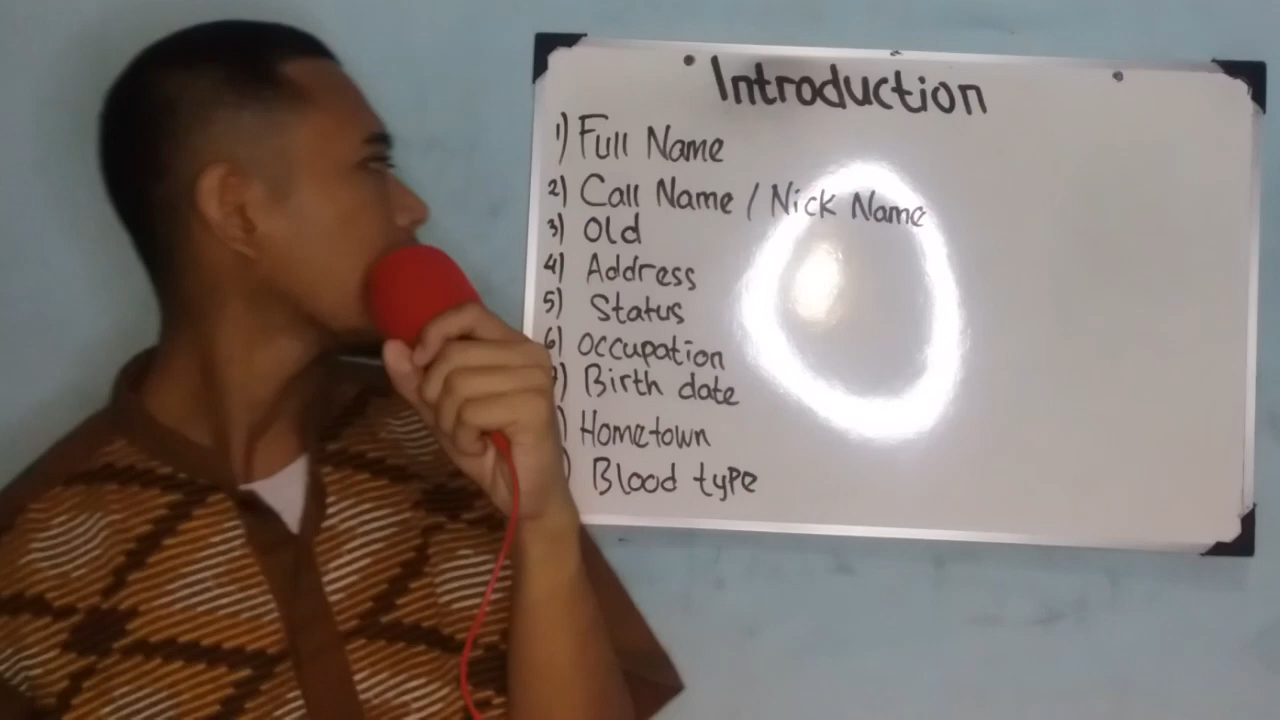 Introduction
1) Full Name
2) Call Name / Nick Name
3) Old
4) Address
5) Status
6) Occupation
) Birth date
) Hometown
) Blood type